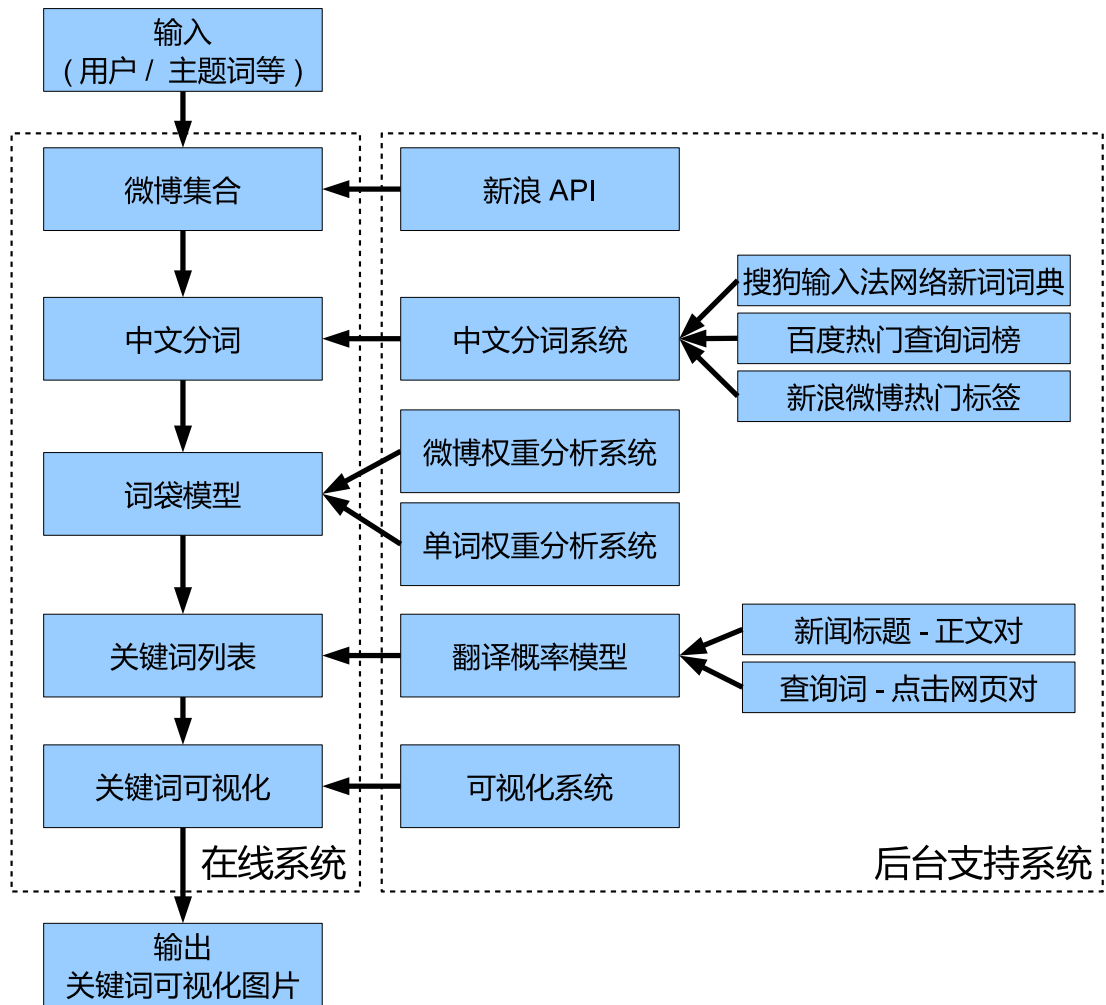 输入
( 用户 / 主题词等 )
微博集合
新浪 API
搜狗输入法网络新词词典
中文分词
中文分词系统
百度热门查询词榜
新浪微博热门标签
微博权重分析系统
词袋模型
单词权重分析系统
新闻标题 - 正文对
关键词列表
翻译概率模型
查询词 - 点击网页对
关键词可视化
可视化系统
在线系统
后台支持系统
输出
关键词可视化图片